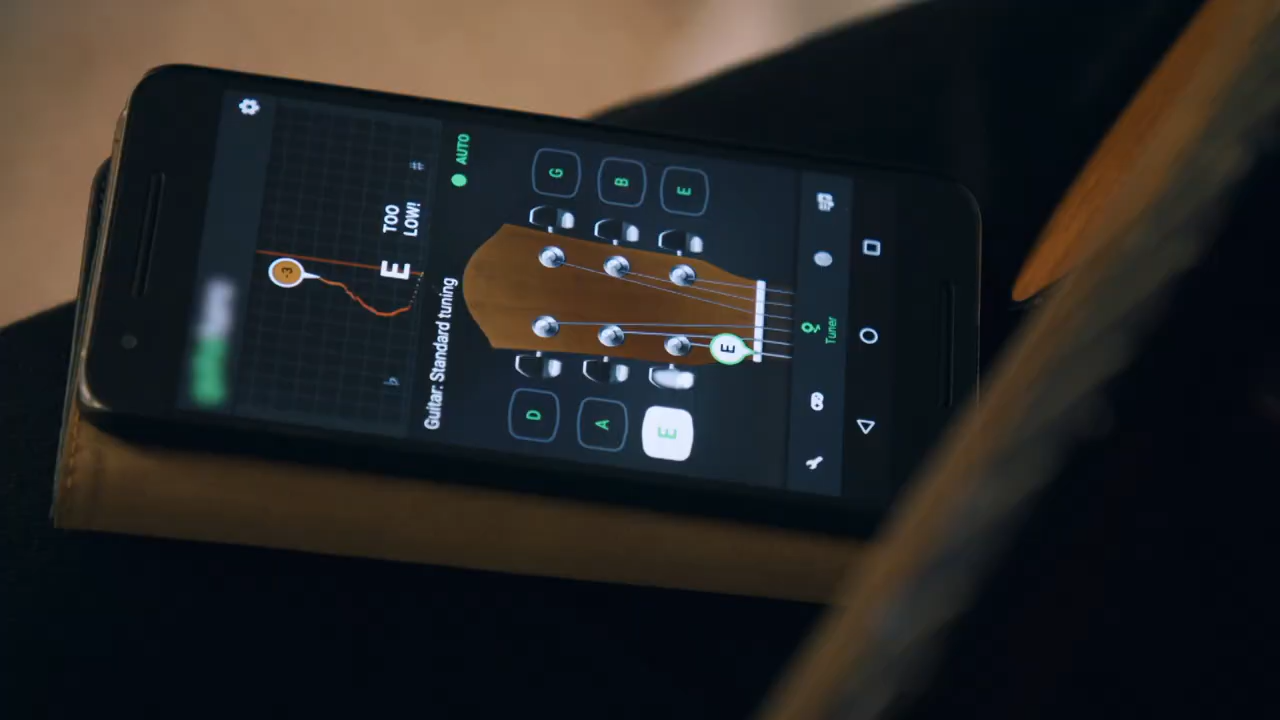 -3
♭
E
TOO
LOW!
#
Guitar: Standard tuning
AUTO
D
G
A
B
E
E
E
Tuner